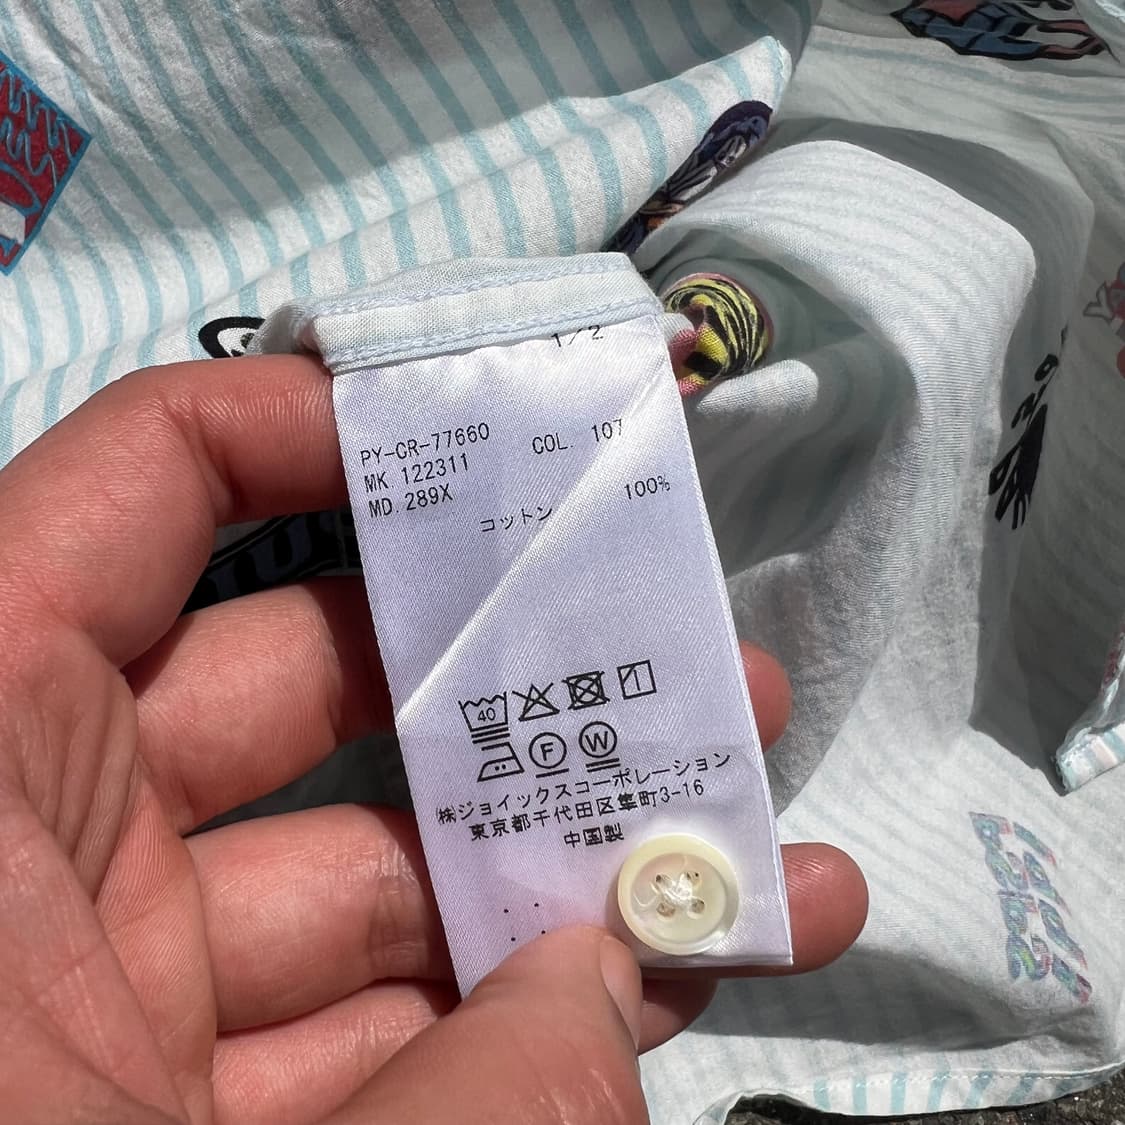 1/2
PY-CR-77660 COL. 107
MK. 122311
MD. 289X 100%
コットン
40
F W
㈱ジョイックスコーポレーション
東京都千代田区隼町3-16
中国製